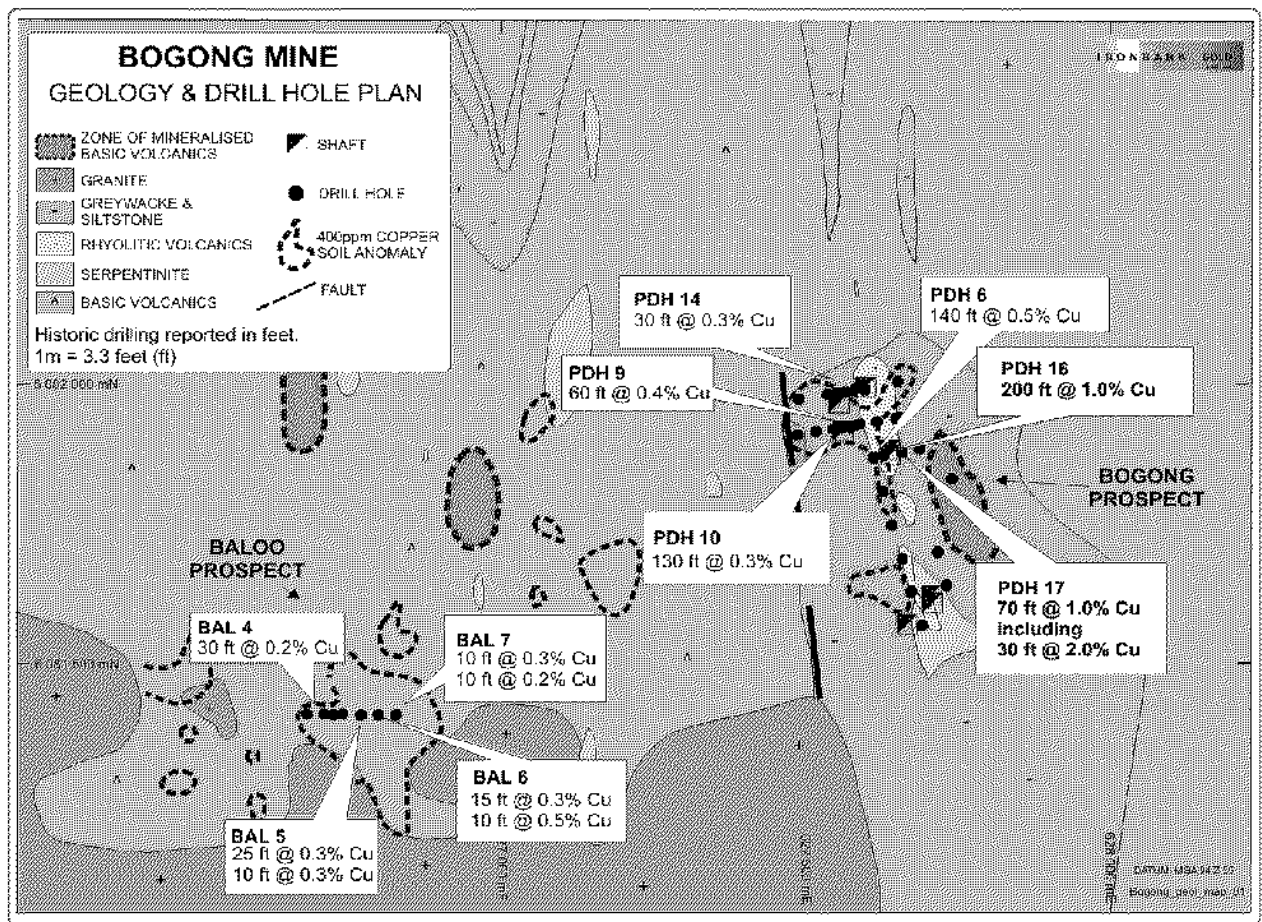 BOGONG MINE
GEOLOGY & DRILL HOLE PLAN
ZONE OF MINERALISED
BASIC VOLCANICS
GRANITE
GREYWACKE &
SILTSTONE
RHYOLITIC VOLCANICS
SERPENTINITE
BASIC VOLCANICS
SHAFT
DRILL HOLE
400ppm COPPER
SOIL ANOMALY
FAULT
Historic drilling reported in feet.
1m = 3.3 feet (ft)
IRONBARK GOLD
PDH 14
30 ft @ 0.3% Cu
PDH 6
140 ft @ 0.5% Cu
PDH 9
60 ft @ 0.4% Cu
PDH 16
200 ft @ 1.0% Cu
BOGONG
PROSPECT
PDH 10
130 ft @ 0.3% Cu
PDH 17
70 ft @ 1.0% Cu
including
30 ft @ 2.0% Cu
BALOO
PROSPECT
BAL 4
30 ft @ 0.2% Cu
BAL 7
10 ft @ 0.3% Cu
10 ft @ 0.2% Cu
BAL 6
15 ft @ 0.3% Cu
10 ft @ 0.5% Cu
BAL 5
25 ft @ 0.3% Cu
10 ft @ 0.3% Cu